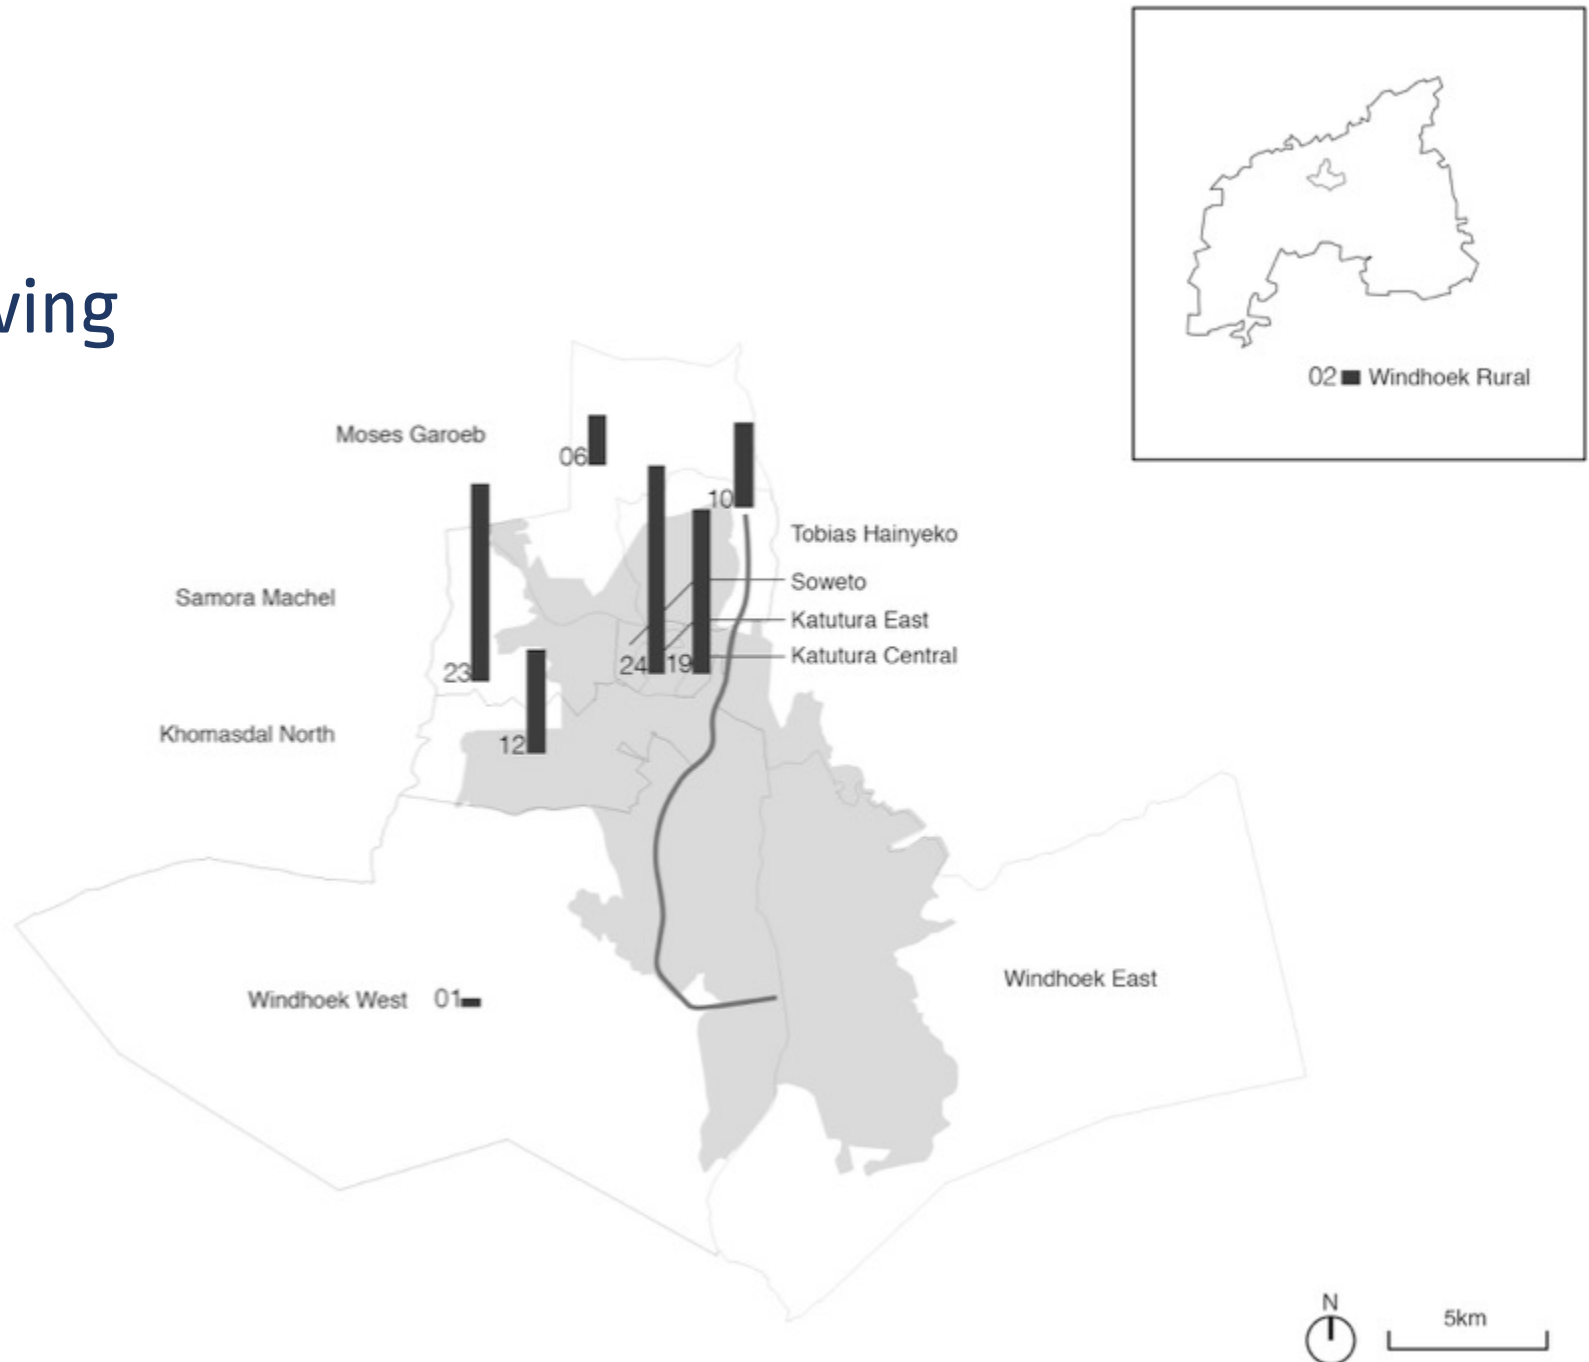 ving
02 Windhoek Rural
Moses Garoeb
06
10
Tobias Hainyeko
Soweto
Samora Machel
Katutura East
Katutura Central
23
24
19
Khomasdal North
12
Windhoek West 01
Windhoek East
N
5km